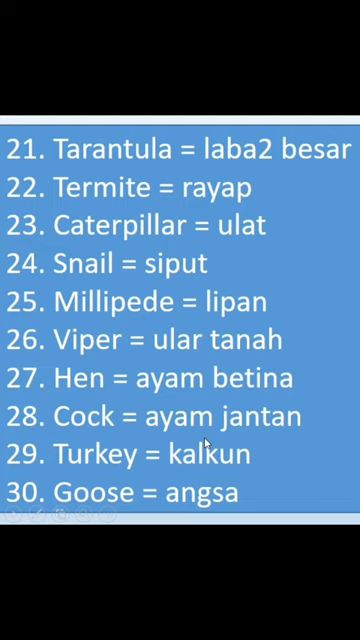 21. Tarantula = laba2 besar
22. Termite = rayap
23. Caterpillar = ulat
24. Snail = siput
25. Millipede = lipan
26. Viper = ular tanah
27. Hen = ayam betina
28. Cock = ayam jantan
29. Turkey = kalkun
30. Goose = angsa